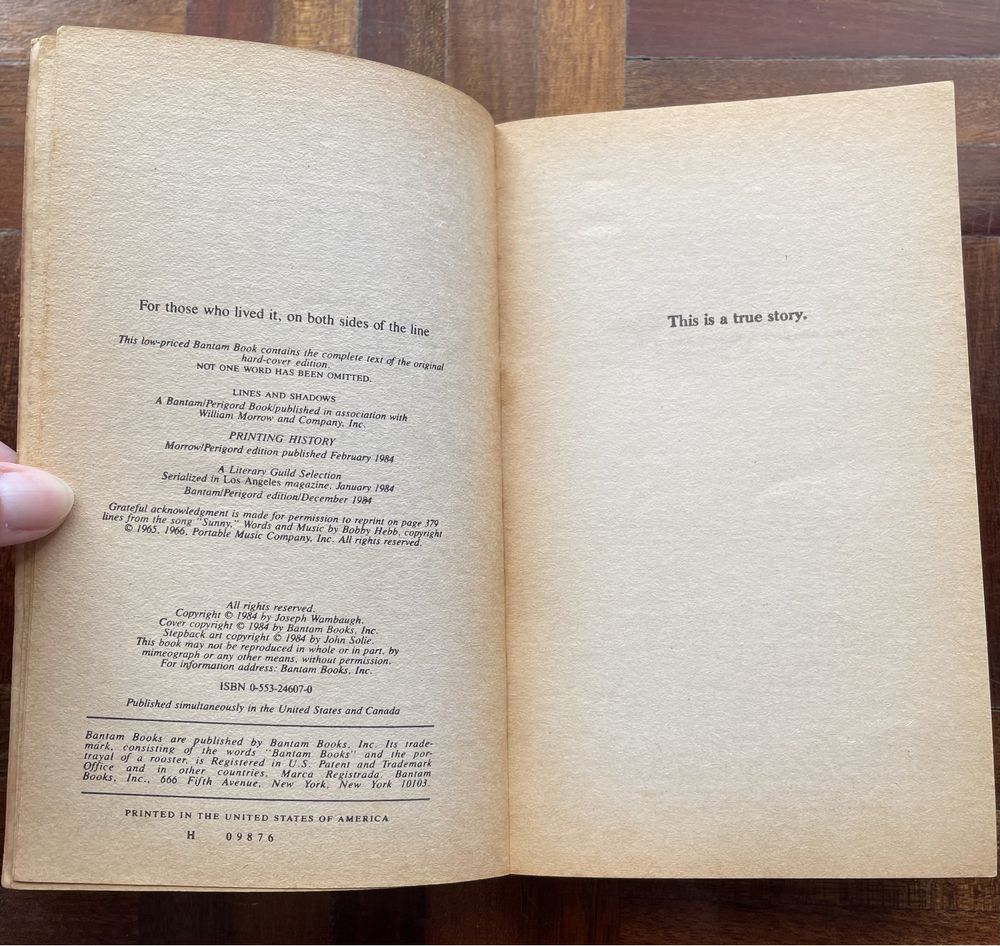 For those who lived it, on both sides of the line
This low-priced Bantam Book contains the complete text of the original
hard-cover edition.
NOT ONE WORD HAS BEEN OMITTED.
LINES AND SHADOWS
A Bantam/Perigord Book/published in association with
William Morrow and Company, Inc.
PRINTING HISTORY
Morrow/Perigord edition published February 1984
A Literary Guild Selection
Serialized in Los Angeles magazine, January 1984
Bantam/Perigord edition/December 1984
Grateful acknowledgment is made for permission to reprint on page 379
lines from the song "Sunny," Words and Music by Bobby Hebb, copyright
© 1965, 1966, Portable Music Company, Inc. All rights reserved.
All rights reserved.
Copyright © 1984 by Joseph Wambaugh.
Cover copyright © 1984 by Bantam Books, Inc.
Stepback art copyright © 1984 by John Solie.
This book may not be reproduced in whole or in part, by
mimeograph or any other means, without permission.
For information address: Bantam Books, Inc.
ISBN 0-553-24607-0
Published simultaneously in the United States and Canada
Bantam Books are published by Bantam Books, Inc. Its trade-
mark, consisting of the words "Bantam Books" and the por-
trayal of a rooster, is Registered in U.S. Patent and Trademark
Office and in other countries. Marca Registrada. Bantam
Books, Inc., 666 Fifth Avenue, New York, New York 10103.
PRINTED IN THE UNITED STATES OF AMERICA
H 0 9 8 7 6
This is a true story.